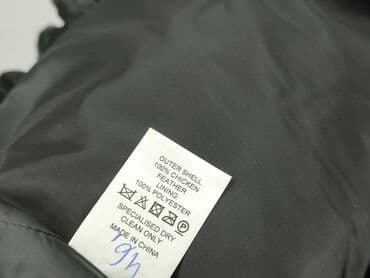 OUTER SHELL
100% CHICKEN
FEATHER
LINING
100% POLYESTER
SPECIALISED DRY
CLEAN ONLY
MADE IN CHINA